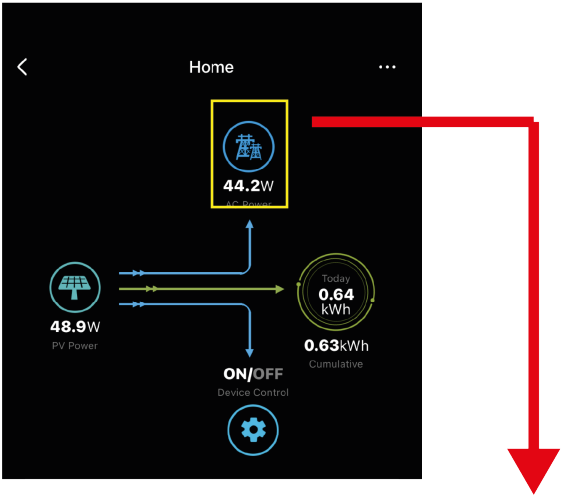 Home
44.2W
AC Power
Today
0.64
kWh
48.9W
PV Power
0.63kWh
Cumulative
ON/OFF
Device Control